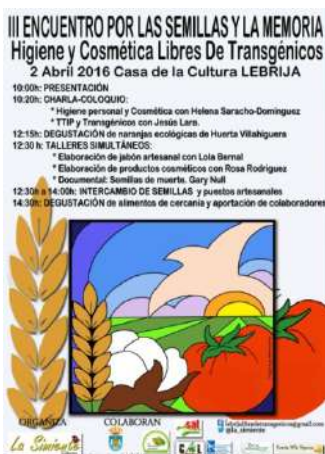 III ENCUENTRO POR LAS SEMILLAS Y LA MEMORIA
Higiene y Cosmética Libres De Transgénicos
2 Abril 2016 Casa de la Cultura LEBRIJA
10:00h: PRESENTACIÓN
10:20h: CHARLA-COLOQUIO:
* Higiene personal y Cosmética con Helena Saracho-Domínguez
* TTIP y Transgénicos con Jesús Lara.
12:15h: DEGUSTACIÓN de naranjas ecológicas de Huerta Villahiguera
12:30 h: TALLERES SIMULTÁNEOS:
* Elaboración de jabón artesanal con Lola Bernal
* Elaboración de productos cosméticos con Rosa Rodríguez
* Documental: Semillas de muerte. Gary Null
12:30h a 14:00h: INTERCAMBIO DE SEMILLAS y puestos artesanales
14:30h: DEGUSTACIÓN de alimentos de cercanía y aportación de colaboradores
ORGANIZA
COLABORAN
La Simiente
@la_simiente